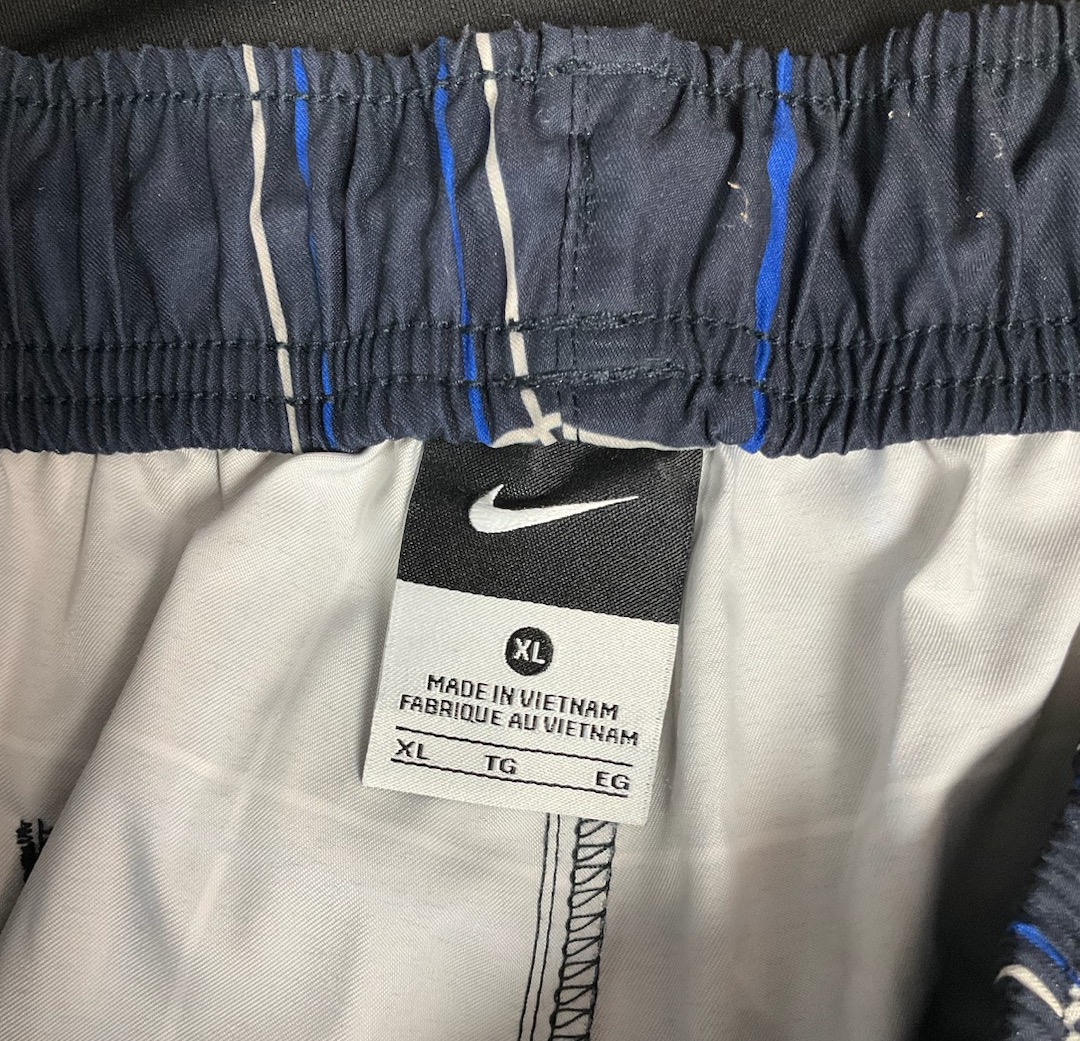 XL
MADE IN VIETNAM
FABRIQUE AU VIETNAM
XL TG EG